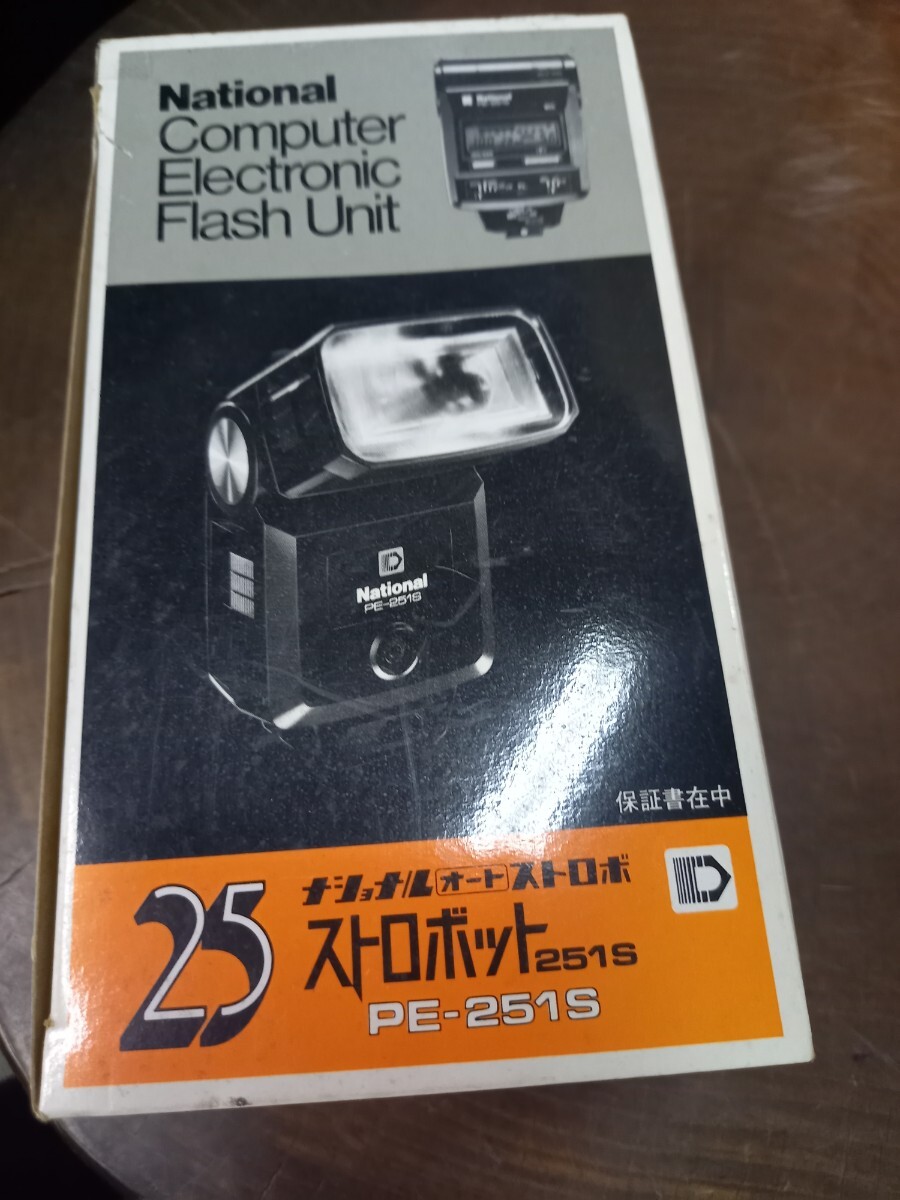 National
Computer
Electronic
Flash Unit
National
National
PE-251S
保証書在中
25
ナショナル オート ストロボ
ストロボット251S
PE-251S